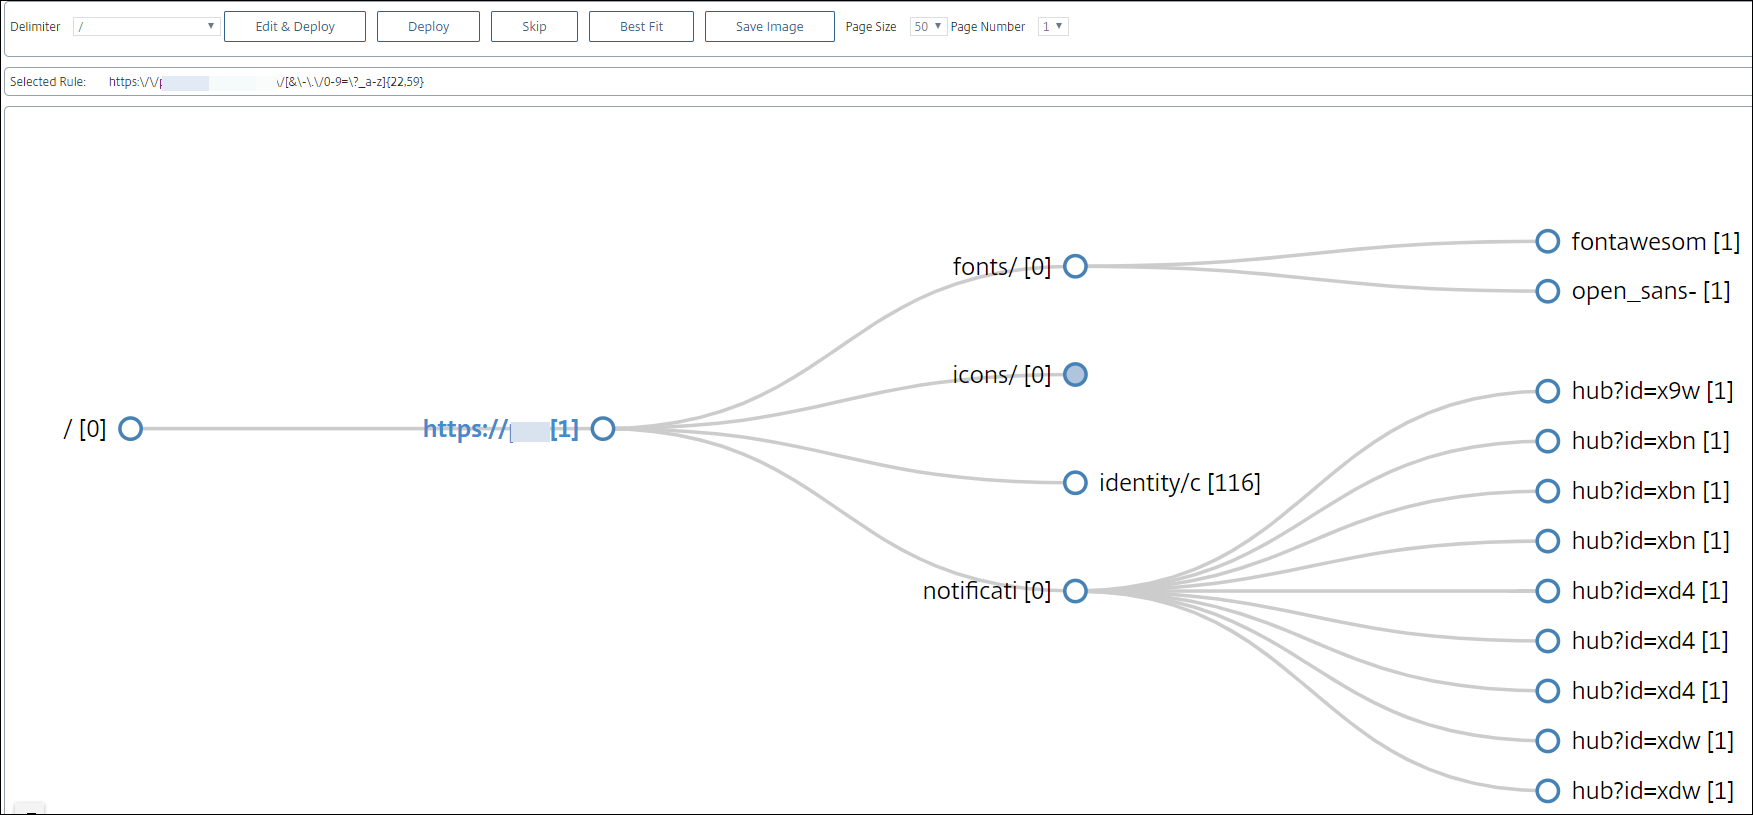 Delimiter / Edit & Deploy Deploy Skip Best Fit Save Image Page Size 50 Page Number 1
Selected Rule: https:\/\/ \/[&\-\.\/0-9=\?_a-z]{22,59}
fontawesom [1]
fonts/ [0]
open_sans- [1]
icons/ [0]
hub?id=x9w [1]
/ [0] https:// [1]
hub?id=xbn [1]
identity/c [116]
hub?id=xbn [1]
hub?id=xbn [1]
notificati [0]
hub?id=xd4 [1]
hub?id=xd4 [1]
hub?id=xd4 [1]
hub?id=xdw [1]
hub?id=xdw [1]